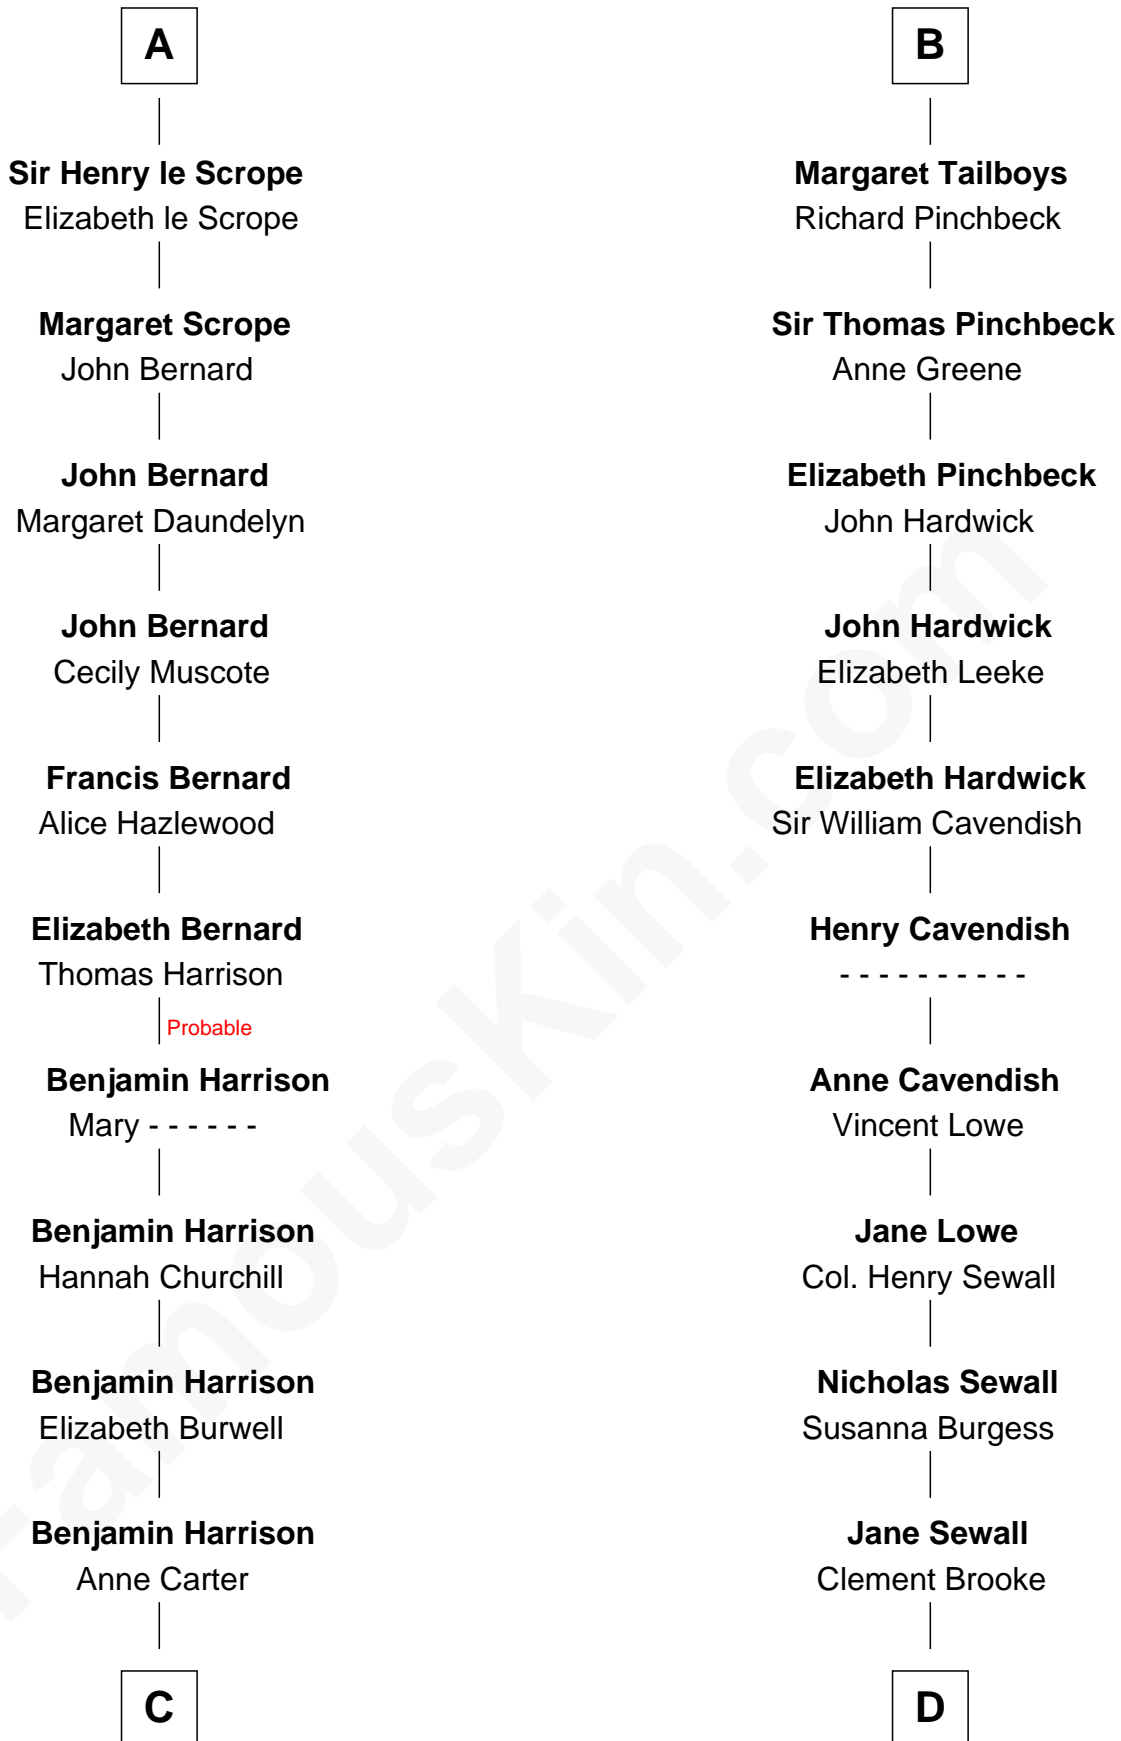 A
Sir Henry le Scrope
Elizabeth le Scrope
Margaret Scrope
John Bernard
John Bernard
Margaret Daundelyn
John Bernard
Cecily Muscote
Francis Bernard
Alice Hazlewood
Elizabeth Bernard
Thomas Harrison
Probable
Benjamin Harrison
Mary - - - - - -
Benjamin Harrison
Hannah Churchill
Benjamin Harrison
Elizabeth Burwell
Benjamin Harrison
Anne Carter
C
B
Margaret Tailboys
Richard Pinchbeck
Sir Thomas Pinchbeck
Anne Greene
Elizabeth Pinchbeck
John Hardwick
John Hardwick
Elizabeth Leeke
Elizabeth Hardwick
Sir William Cavendish
Henry Cavendish
- - - - - - - - - -
Anne Cavendish
Vincent Lowe
Jane Lowe
Col. Henry Sewall
Nicholas Sewall
Susanna Burgess
Jane Sewall
Clement Brooke
D
FamousKin.com